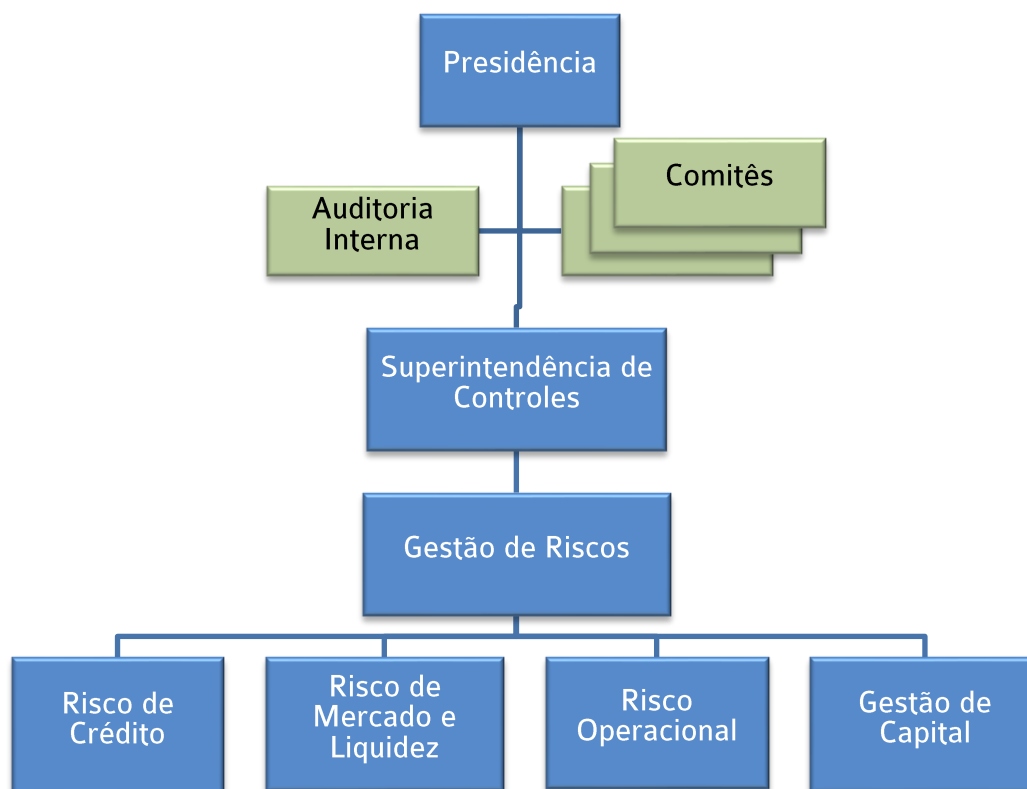 Presidência
Auditoria
Interna
Comitês
Superintendência de
Controles
Gestão de Riscos
Risco de
Crédito
Risco de
Mercado e
Liquidez
Risco
Operacional
Gestão de
Capital